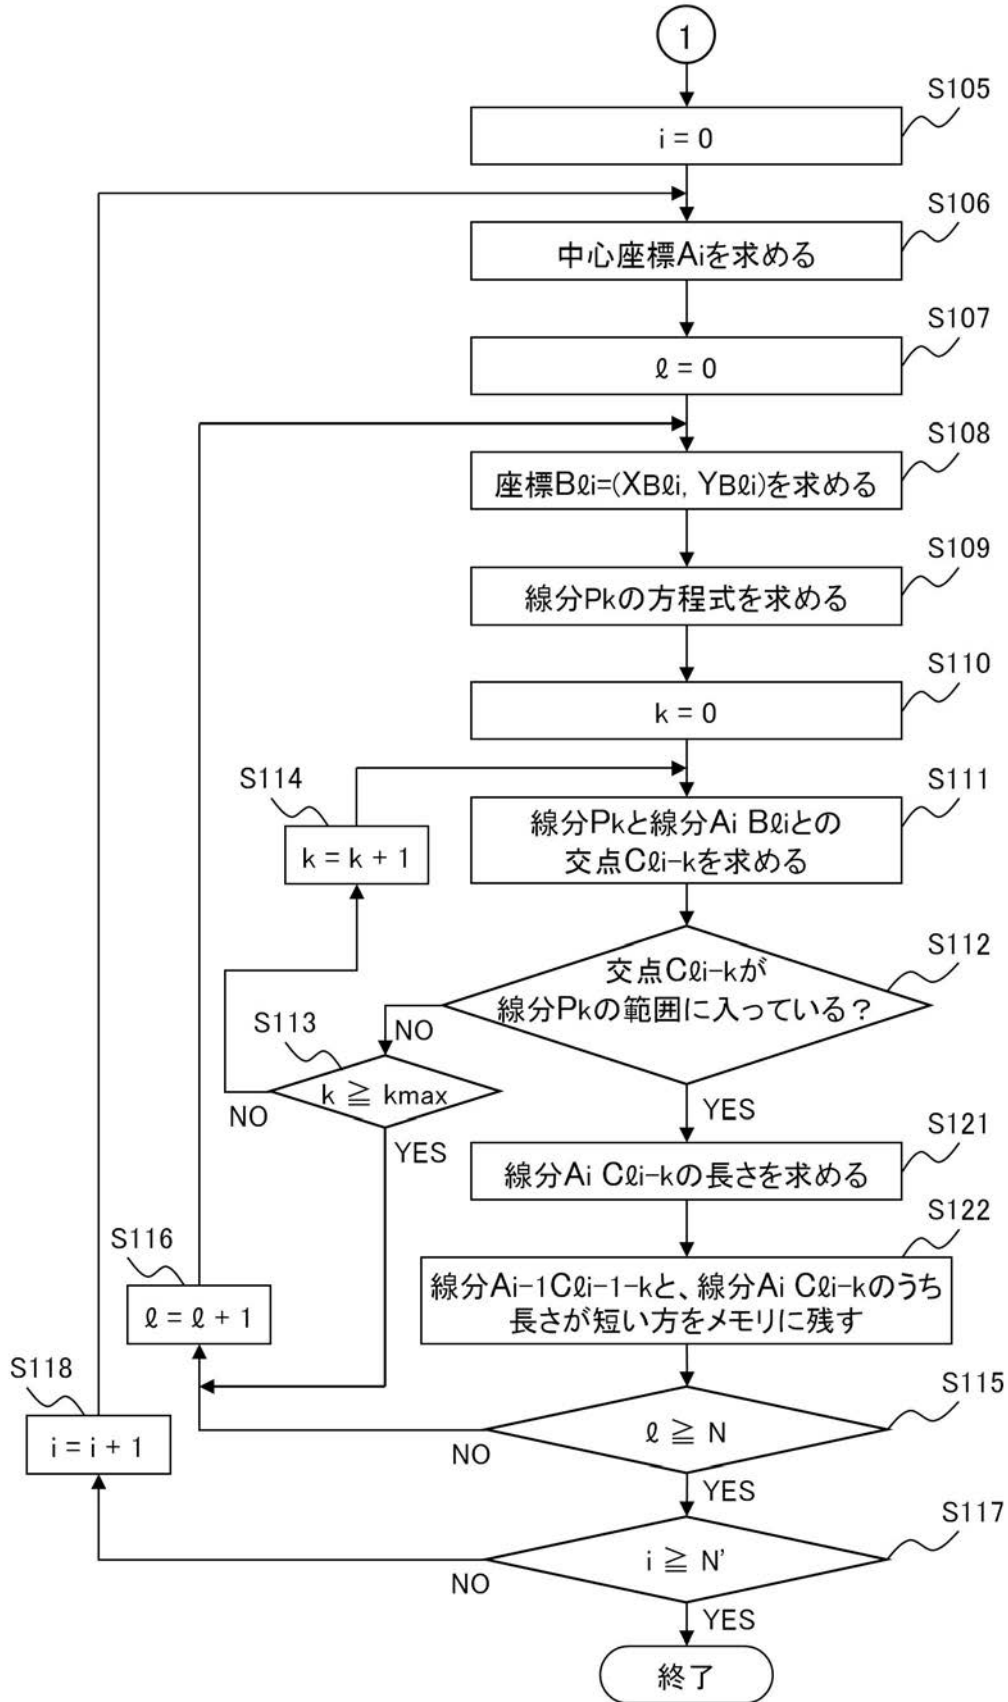 1
S105
i = 0
S106
中心座標Aiを求める
S107
ℓ = 0
S108
座標Bℓi=(XBℓi, YBℓi)を求める
S109
線分Pkの方程式を求める
S110
k = 0
S114
k = k + 1
S111
線分Pkと線分Ai Bℓiとの
交点Cℓi-kを求める
S112
交点Cℓi-kが
線分Pkの範囲に入っている?
NO
YES
S113
k ≧ kmax
NO
YES
S121
線分Ai Cℓi-kの長さを求める
S122
線分Ai-1Cℓi-1-kと、線分Ai Cℓi-kのうち
長さが短い方をメモリに残す
S116
ℓ = ℓ + 1
S115
ℓ ≧ N
NO
YES
S118
i = i + 1
S117
i ≧ N'
NO
YES
終了